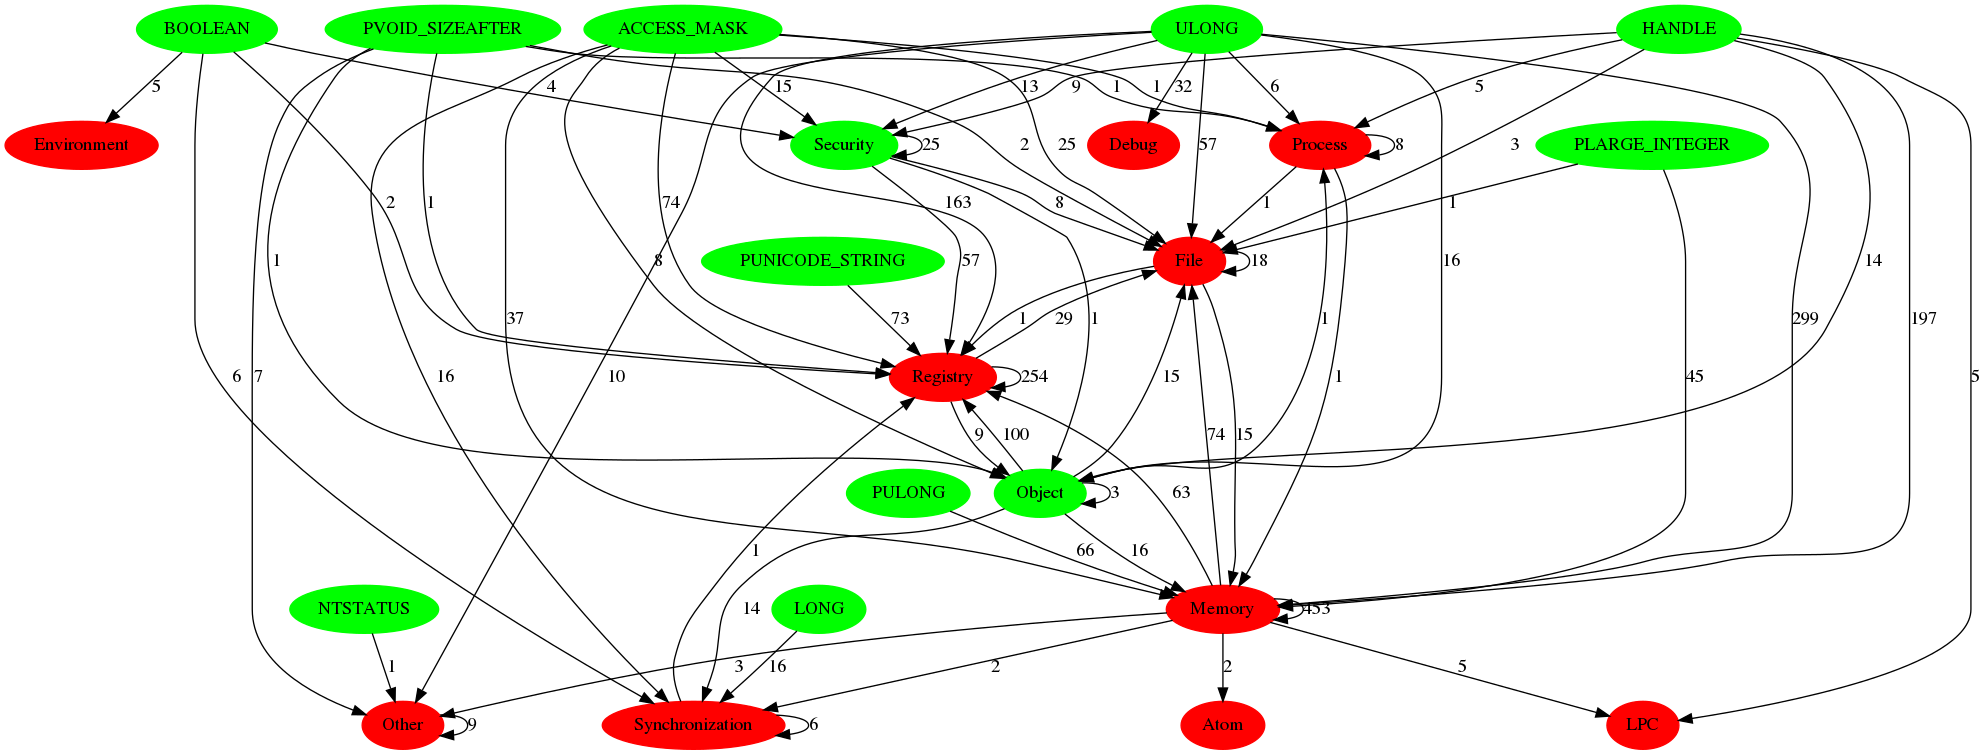 BOOLEAN PVOID_SIZEAFTER ACCESS_MASK ULONG HANDLE
5 4 15 13 9 32 6 1 1 5
Environment Security 25 Debug Process 8 PLARGE_INTEGER
2 1 74 163 8 2 25 57 1 3 1
1 8 PUNICODE_STRING 57 1 File 18 16 14
37 73 1 29 1 299 197
Registry 254
6 7 16 10 9 100 15 74 15 1 45 5
PULONG Object 3 63
1 66 16
NTSTATUS LONG Memory 453
1 14 16 3 2 2 5
Other 9 Synchronization 6 Atom LPC